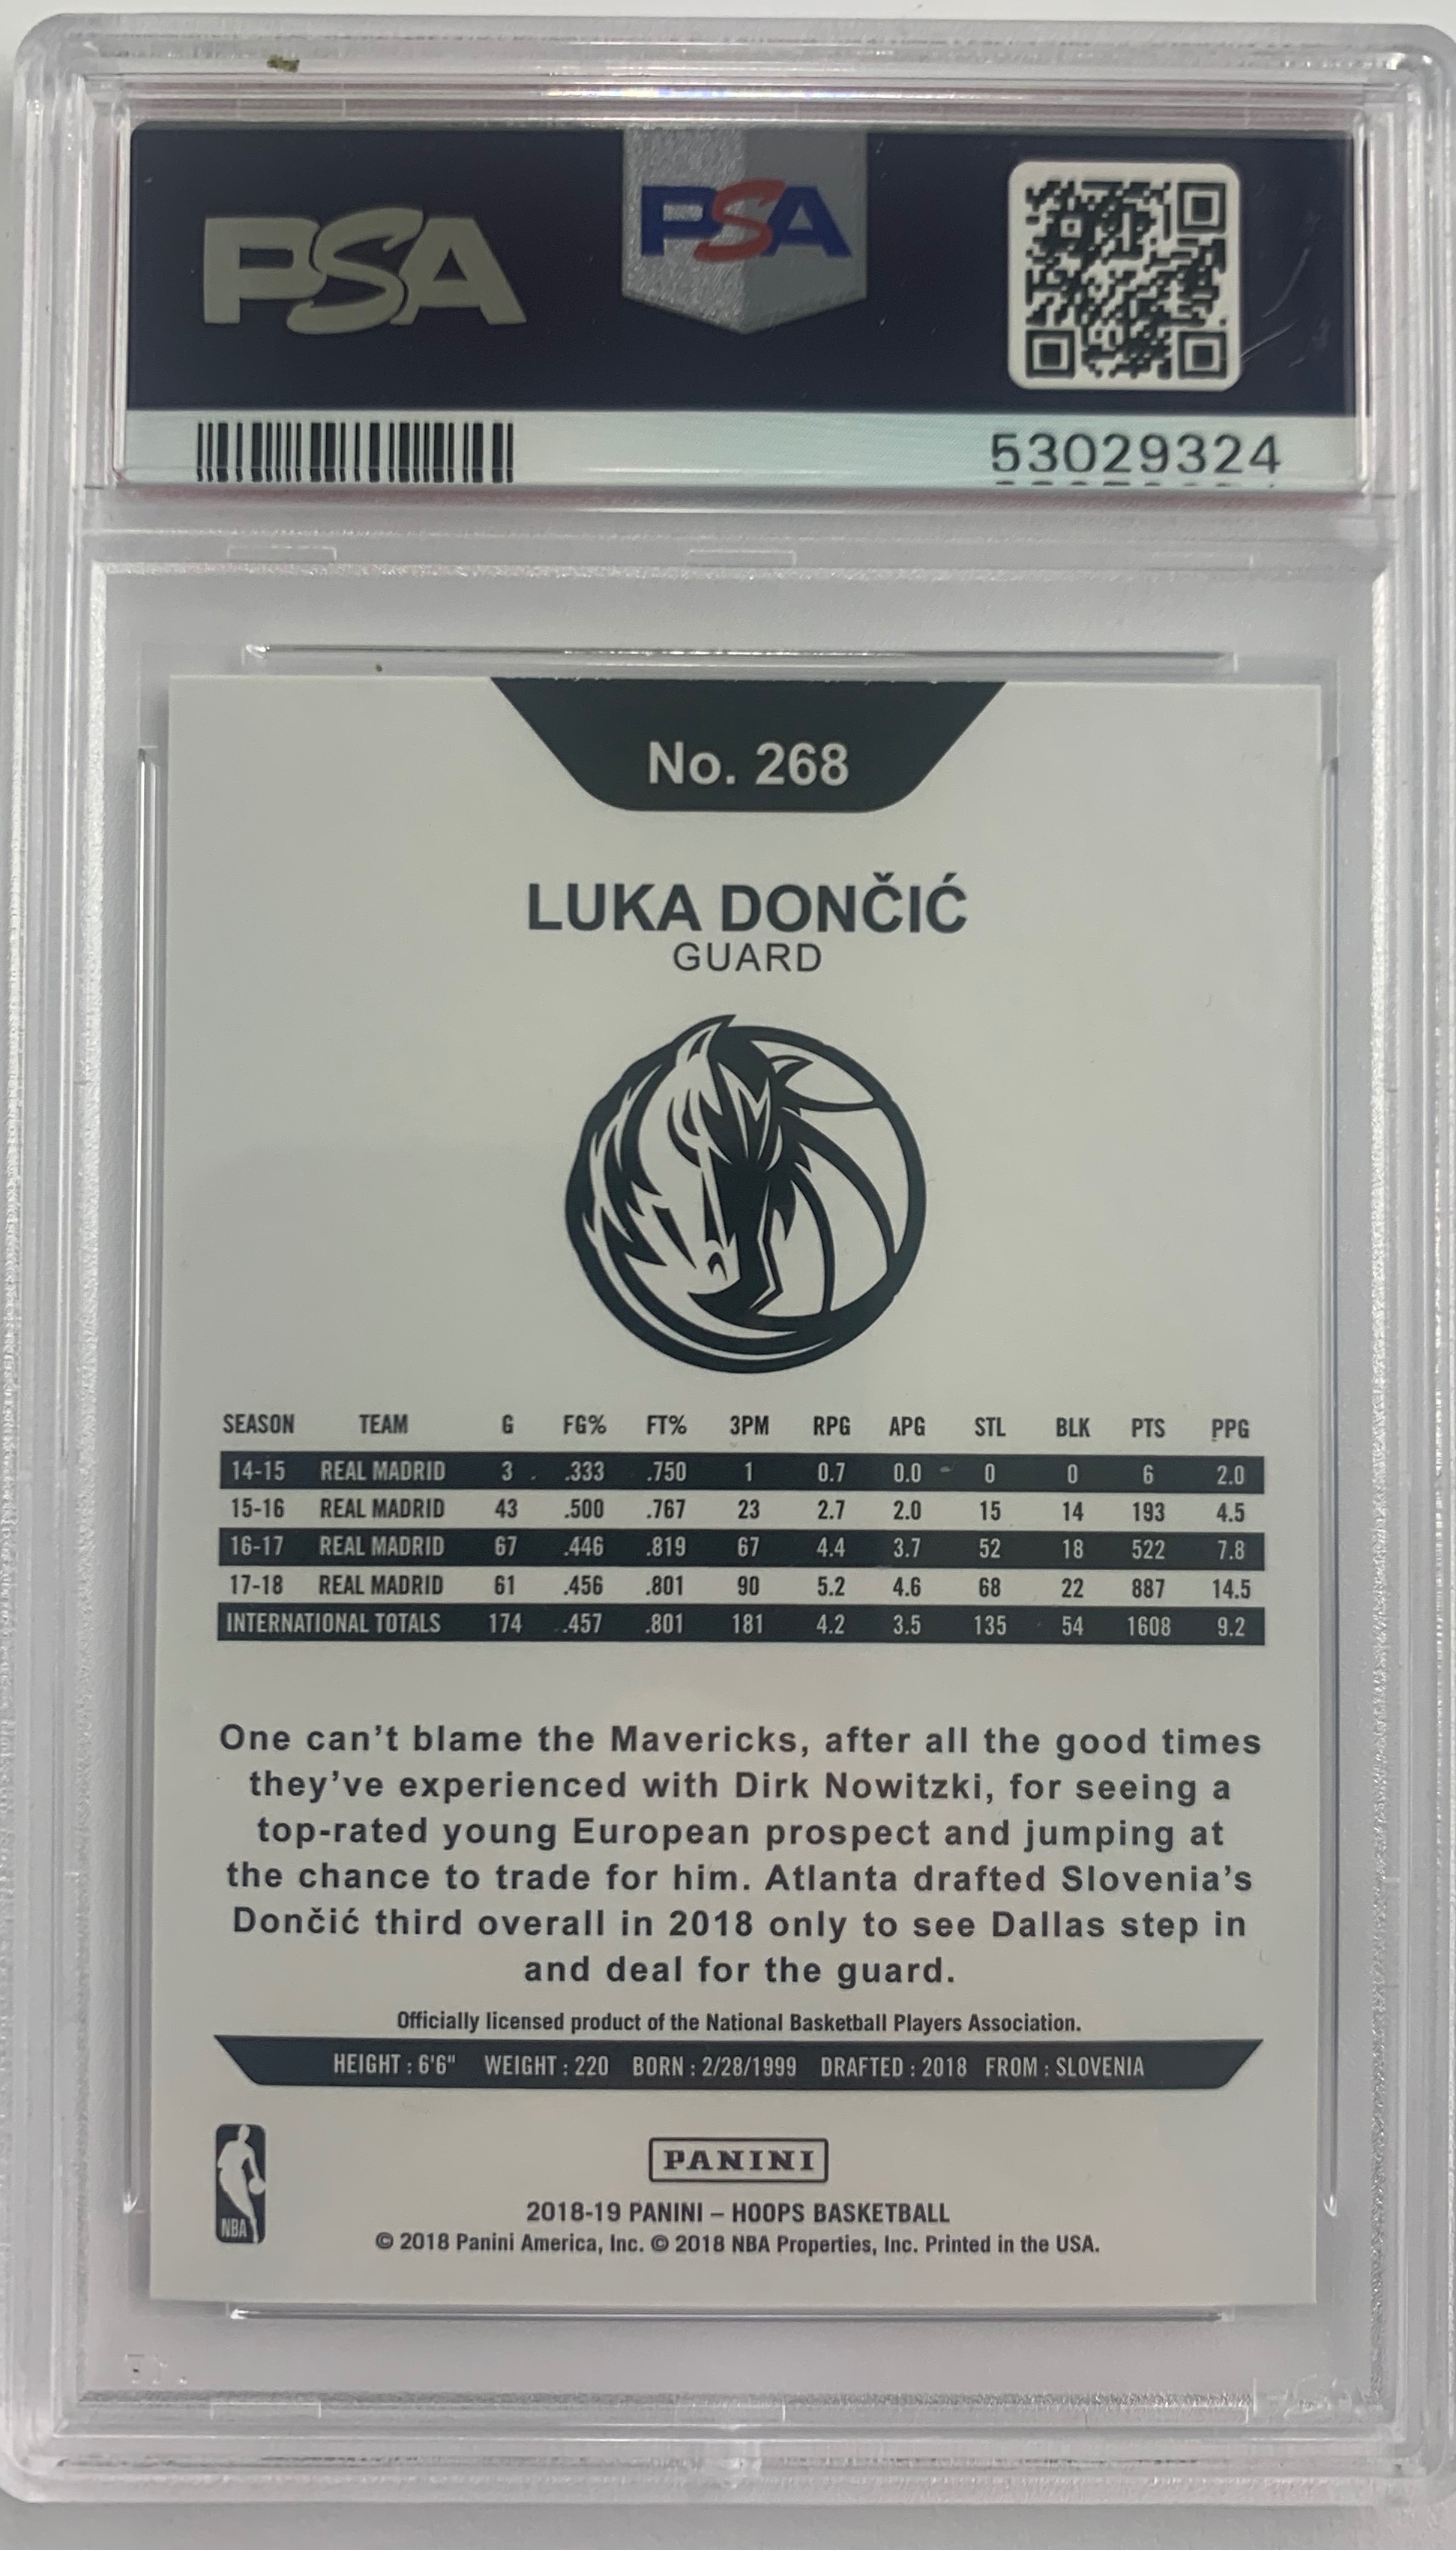 PSA
PSA
53029324
No. 268
LUKA DONČIĆ
GUARD
SEASON TEAM G FG% FT% 3PM RPG APG STL BLK PTS PPG
14-15 REAL MADRID 3 .333 .750 1 0.7 0.0 0 0 6 2.0
15-16 REAL MADRID 43 .500 .767 23 2.7 2.0 15 14 193 4.5
16-17 REAL MADRID 67 .446 .819 67 4.4 3.7 52 18 522 7.8
17-18 REAL MADRID 61 .456 .801 90 5.2 4.6 68 22 887 14.5
INTERNATIONAL TOTALS 174 .457 .801 181 4.2 3.5 135 54 1608 9.2
One can't blame the Mavericks, after all the good times
they've experienced with Dirk Nowitzki, for seeing a
top-rated young European prospect and jumping at
the chance to trade for him. Atlanta drafted Slovenia's
Dončić third overall in 2018 only to see Dallas step in
and deal for the guard.
Officially licensed product of the National Basketball Players Association.
HEIGHT : 6'6" WEIGHT : 220 BORN : 2/28/1999 DRAFTED : 2018 FROM : SLOVENIA
NBA
PANINI
2018-19 PANINI – HOOPS BASKETBALL
© 2018 Panini America, Inc. © 2018 NBA Properties, Inc. Printed in the USA.